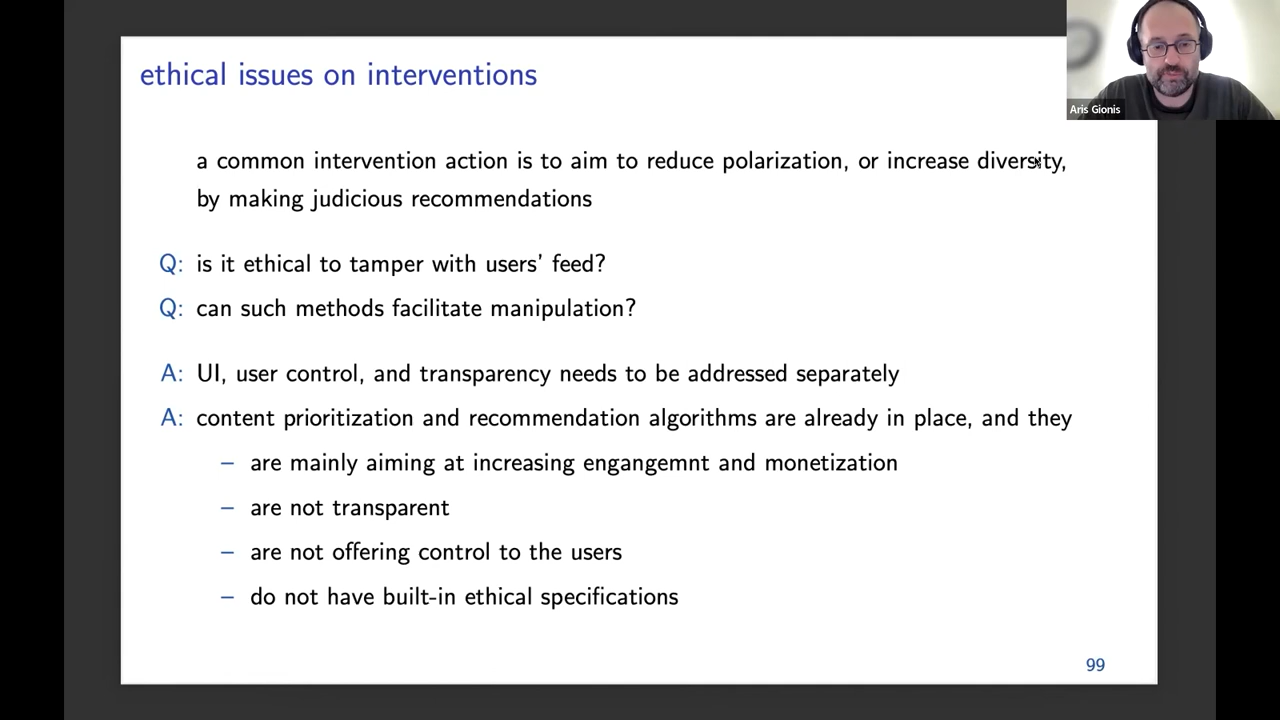 ethical issues on interventions
Aris Gionis
a common intervention action is to aim to reduce polarization, or increase diversity,
by making judicious recommendations
Q: is it ethical to tamper with users' feed?
Q: can such methods facilitate manipulation?
A: UI, user control, and transparency needs to be addressed separately
A: content prioritization and recommendation algorithms are already in place, and they
– are mainly aiming at increasing engangemnt and monetization
– are not transparent
– are not offering control to the users
– do not have built-in ethical specifications
99